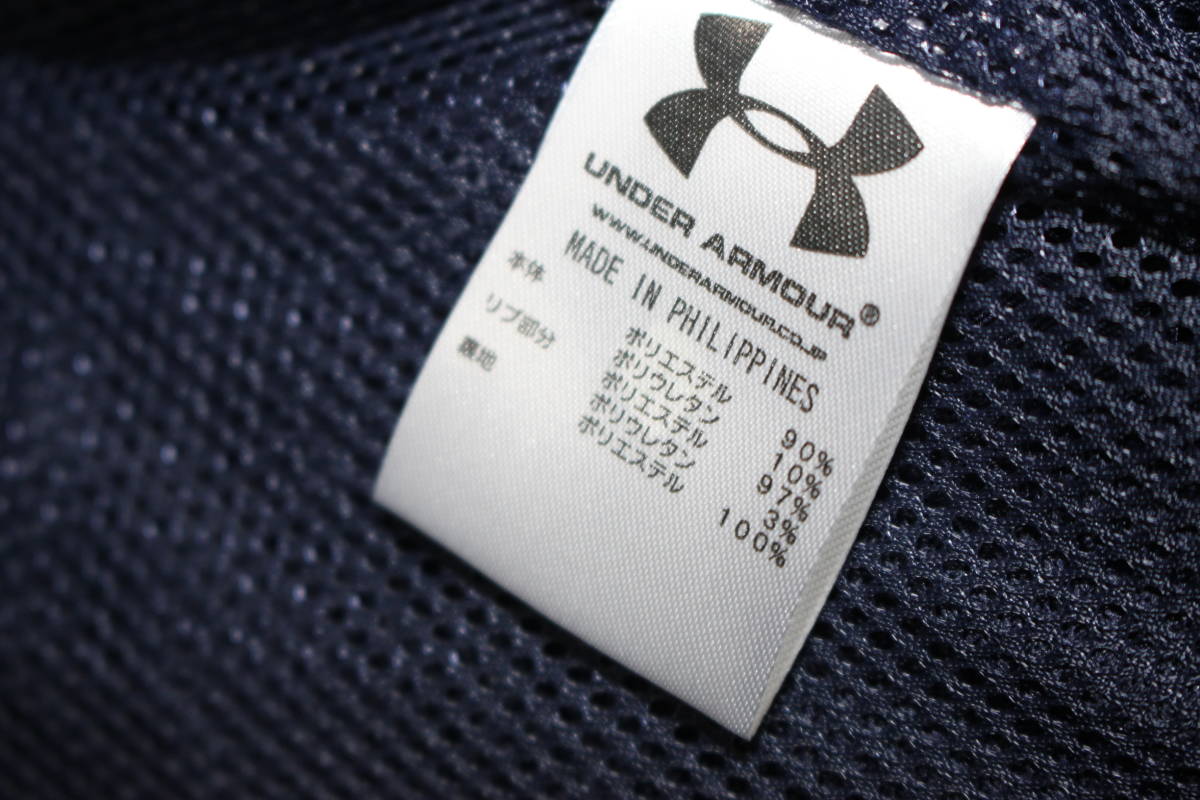 UNDER ARMOUR®
www.UNDERARMOUR.co.jp
MADE IN PHILIPPINES
本体 ポリエステル 90%
ポリウレタン 10%
リブ部分 ポリエステル 97%
ポリウレタン 3%
裏地 ポリエステル 100%